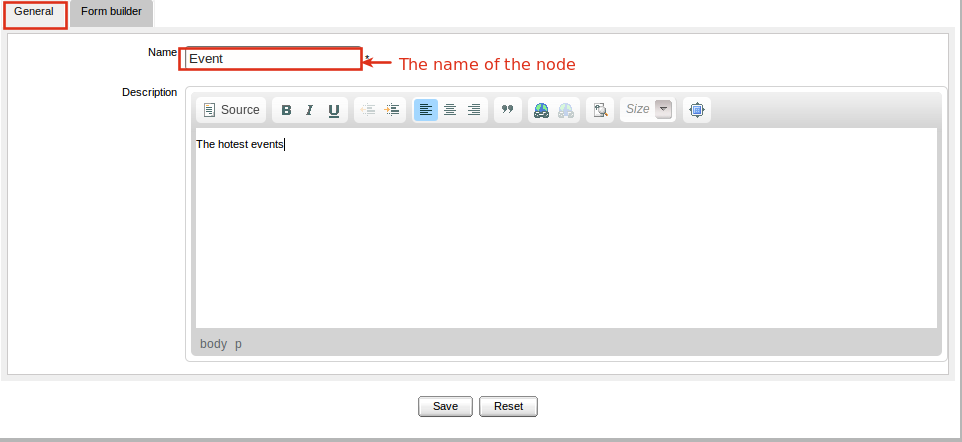 General Form builder
Name Event * The name of the node
Description
Source B I U Size
The hotest events
body p
Save Reset